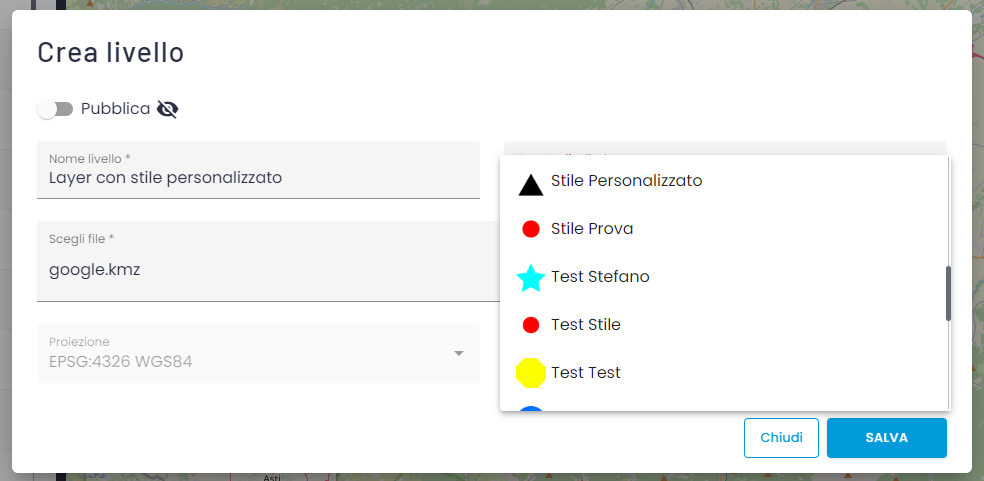 Crea livello
Pubblica
Nome livello *
Layer con stile personalizzato
Scegli file *
google.kmz
Proiezione
EPSG:4326 WGS84
Stile Personalizzato
Stile Prova
Test Stefano
Test Stile
Test Test
Chiudi
SALVA
Asti